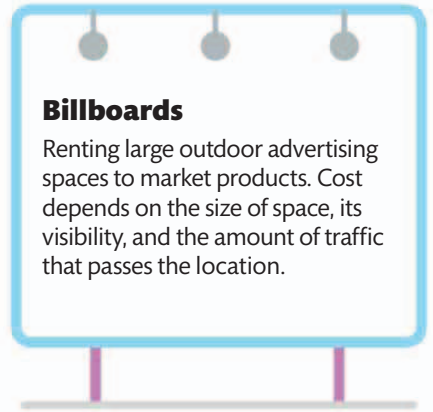 Billboards
Renting large outdoor advertising
spaces to market products. Cost
depends on the size of space, its
visibility, and the amount of traffic
that passes the location.